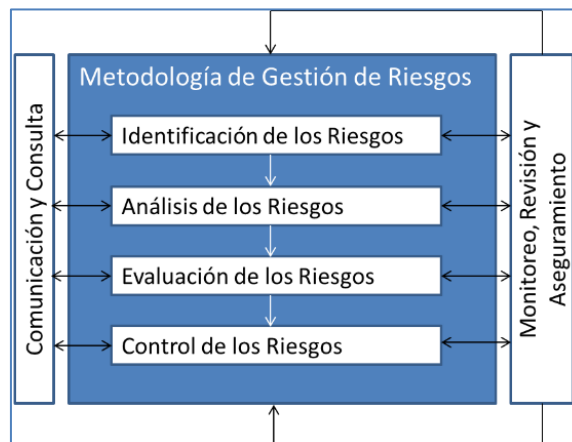 Metodología de Gestión de Riesgos
Comunicación y Consulta
Identificación de los Riesgos
Análisis de los Riesgos
Evaluación de los Riesgos
Control de los Riesgos
Monitoreo, Revisión y
Aseguramiento